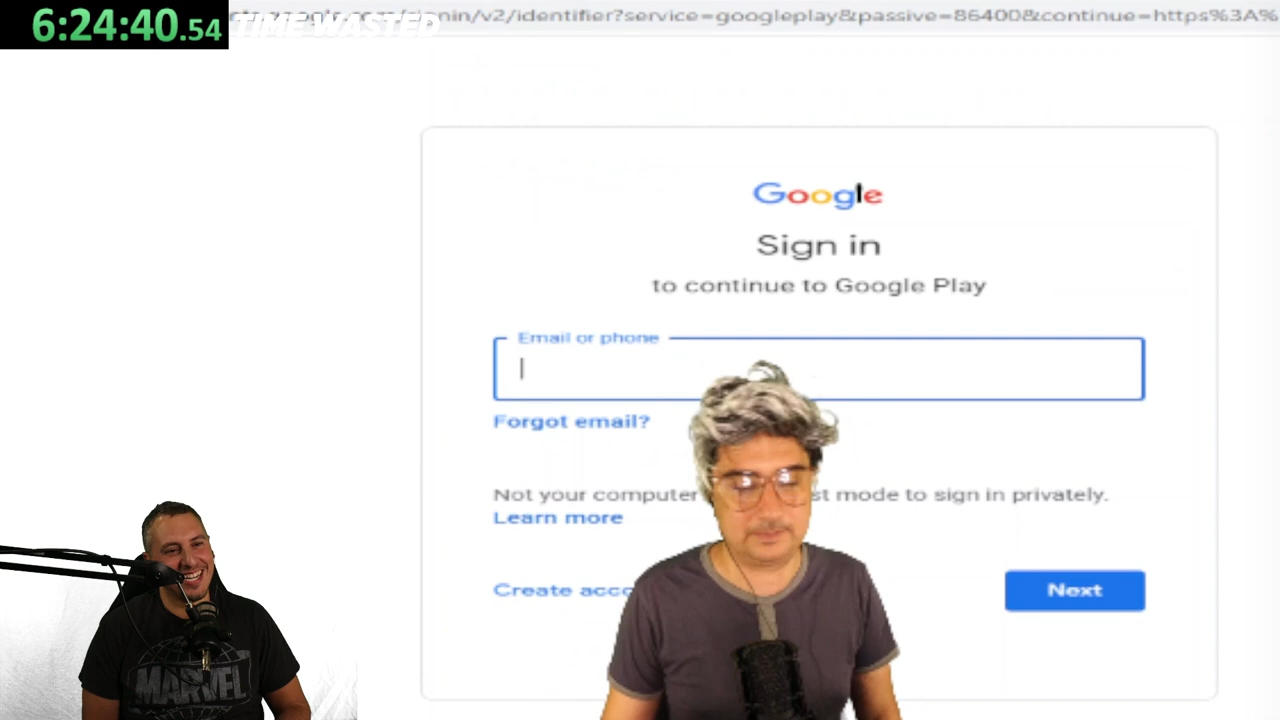 6:24:40.54 TIME WASTED
min/v2/identifier?service=googleplay&passive=86400&continue=https%3A%
Google
Sign in
to continue to Google Play
Email or phone
Forgot email?
Not your computer st mode to sign in privately.
Learn more
Create acco
Next
MARVEL